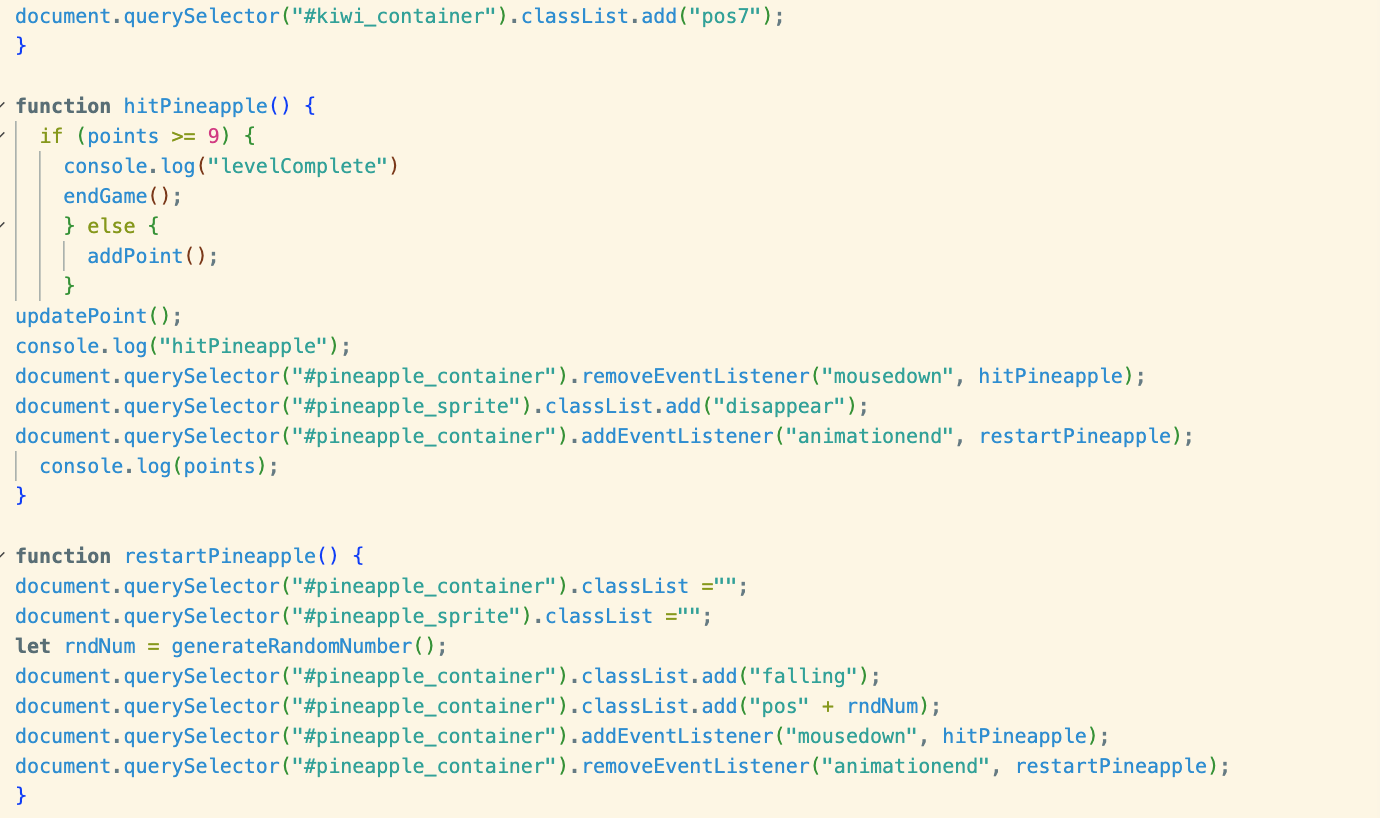 document.querySelector("#kiwi_container").classList.add("pos7");
}
function hitPineapple() {
if (points >= 9) {
console.log("levelComplete")
endGame();
} else {
addPoint();
}
updatePoint();
console.log("hitPineapple");
document.querySelector("#pineapple_container").removeEventListener("mousedown", hitPineapple);
document.querySelector("#pineapple_sprite").classList.add("disappear");
document.querySelector("#pineapple_container").addEventListener("animationend", restartPineapple);
console.log(points);
}
function restartPineapple() {
document.querySelector("#pineapple_container").classList ="";
document.querySelector("#pineapple_sprite").classList ="";
let rndNum = generateRandomNumber();
document.querySelector("#pineapple_container").classList.add("falling");
document.querySelector("#pineapple_container").classList.add("pos" + rndNum);
document.querySelector("#pineapple_container").addEventListener("mousedown", hitPineapple);
document.querySelector("#pineapple_container").removeEventListener("animationend", restartPineapple);
}